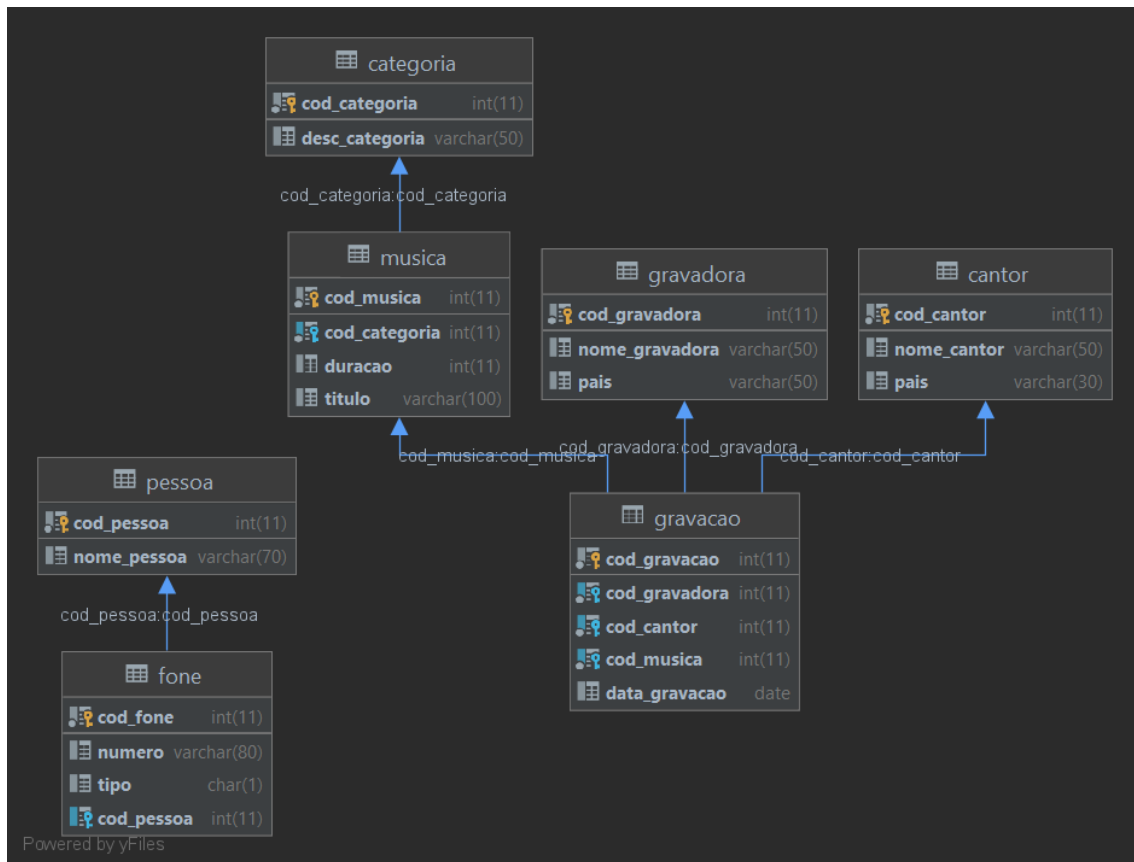 categoria
cod_categoria int(11)
desc_categoria varchar(50)
cod_categoria:cod_categoria
musica
cod_musica int(11)
cod_categoria int(11)
duracao int(11)
titulo varchar(100)
gravadora
cod_gravadora int(11)
nome_gravadora varchar(50)
pais varchar(50)
cantor
cod_cantor int(11)
nome_cantor varchar(50)
pais varchar(30)
cod_musica:cod_musica
cod_gravadora:cod_gravadora
cod_cantor:cod_cantor
pessoa
cod_pessoa int(11)
nome_pessoa varchar(70)
cod_pessoa:cod_pessoa
gravacao
cod_gravacao int(11)
cod_gravadora int(11)
cod_cantor int(11)
cod_musica int(11)
data_gravacao date
fone
cod_fone int(11)
numero varchar(80)
tipo char(1)
cod_pessoa int(11)
Powered by yFiles